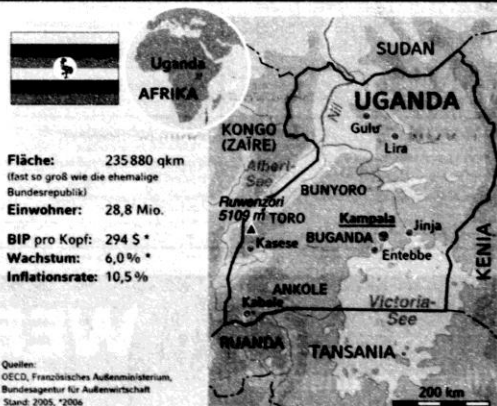 Uganda
AFRIKA
Fläche: 235 880 qkm
(fast so groß wie die ehemalige
Bundesrepublik)
Einwohner: 28,8 Mio.
BIP pro Kopf: 294 $ *
Wachstum: 6,0 % *
Inflationsrate: 10,5 %
Quellen:
OECD, Französisches Außenministerium,
Bundesagentur für Außenwirtschaft
Stand: 2005, *2006
SUDAN
UGANDA
Nil
Gulu
Lira
KONGO
(ZAÏRE)
Albert-
See
BUNYORO
Ruwenzori
5109 m
TORO
Kampala
Jinja
BUGANDA
Kasese
Entebbe
KENIA
ANKOLE
Kabale
Victoria-
See
RUANDA
TANSANIA
200 km